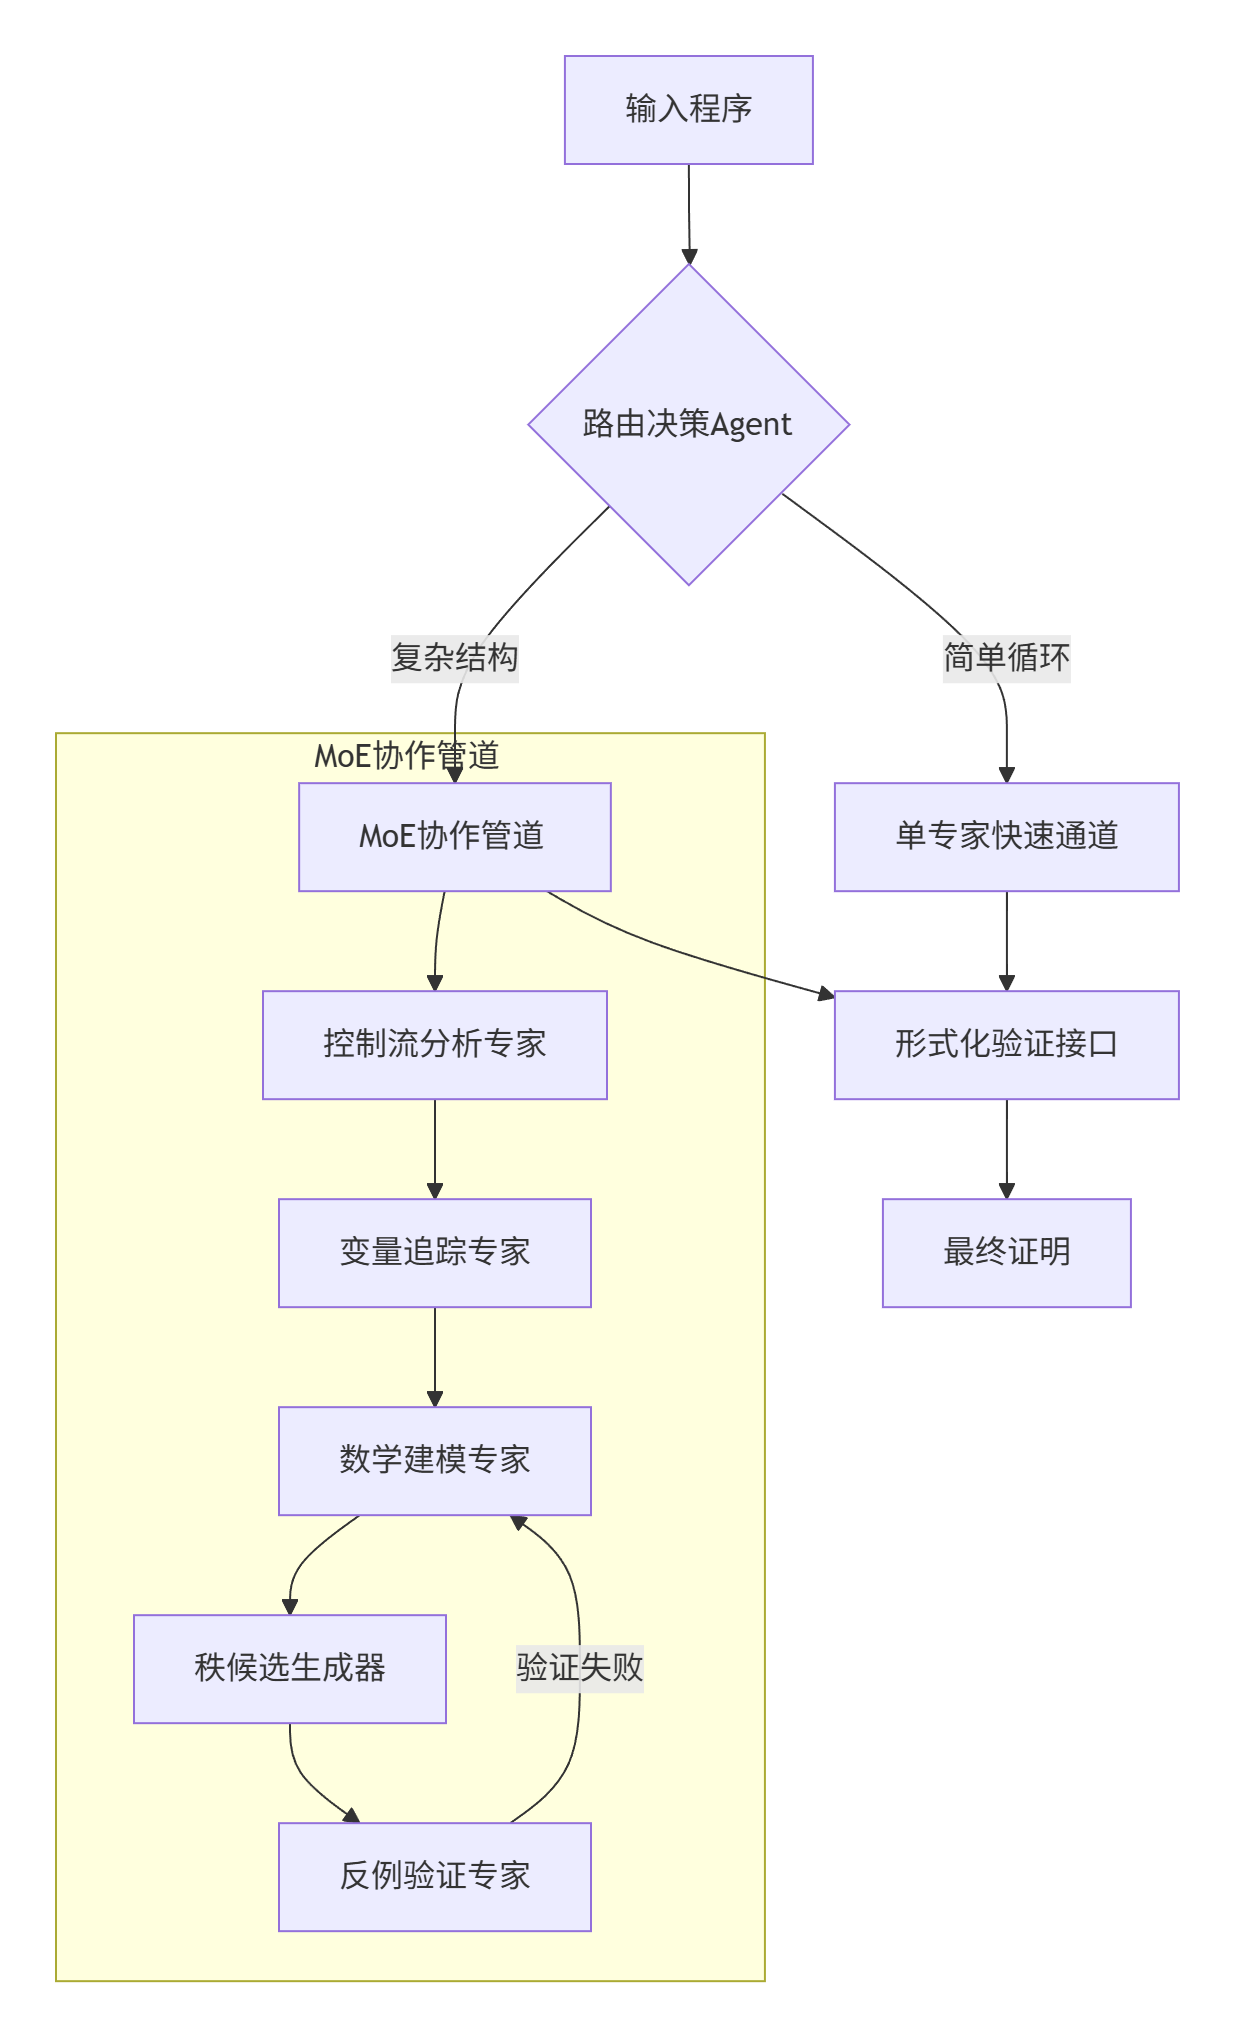 输入程序
路由决策Agent
复杂结构
简单循环
MoE协作管道
MoE协作管道
单专家快速通道
控制流分析专家
形式化验证接口
变量追踪专家
最终证明
数学建模专家
秩候选生成器
验证失败
反例验证专家